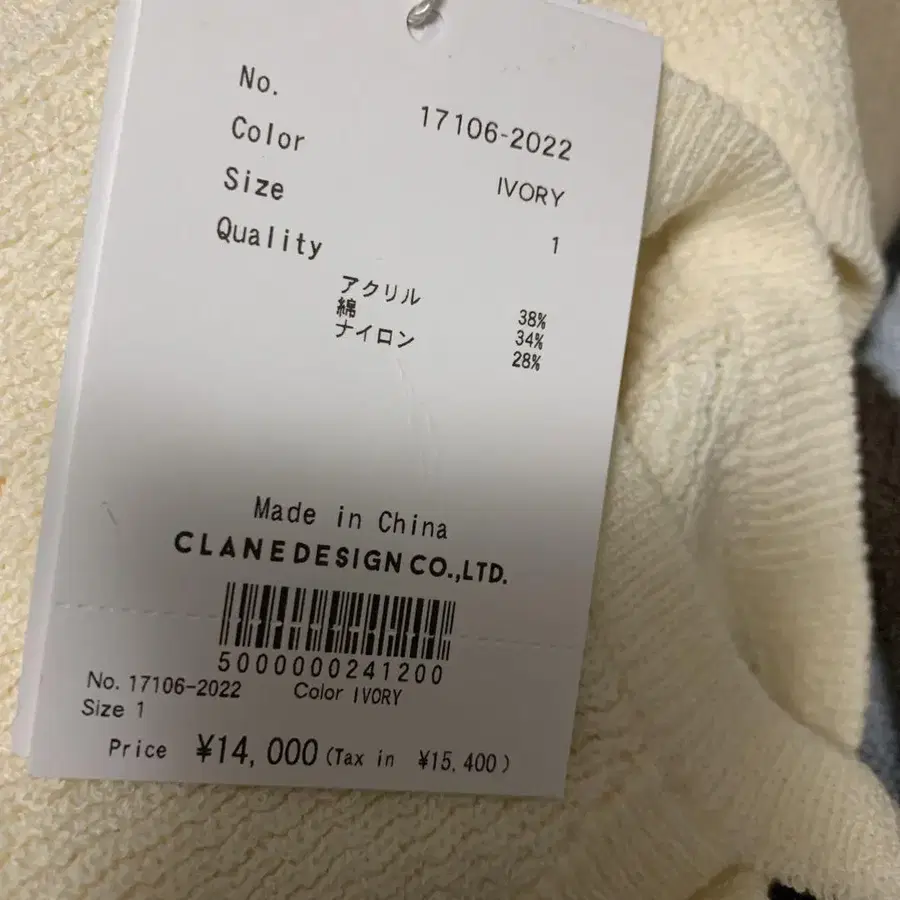 No. 17106-2022
Color IVORY
Size 1
Quality
アクリル 38%
綿 34%
ナイロン 28%
Made in China
CLANE DESIGN CO.,LTD.
5000000241200
No. 17106-2022 Color IVORY
Size 1
Price ¥14,000 (Tax in ¥15,400)